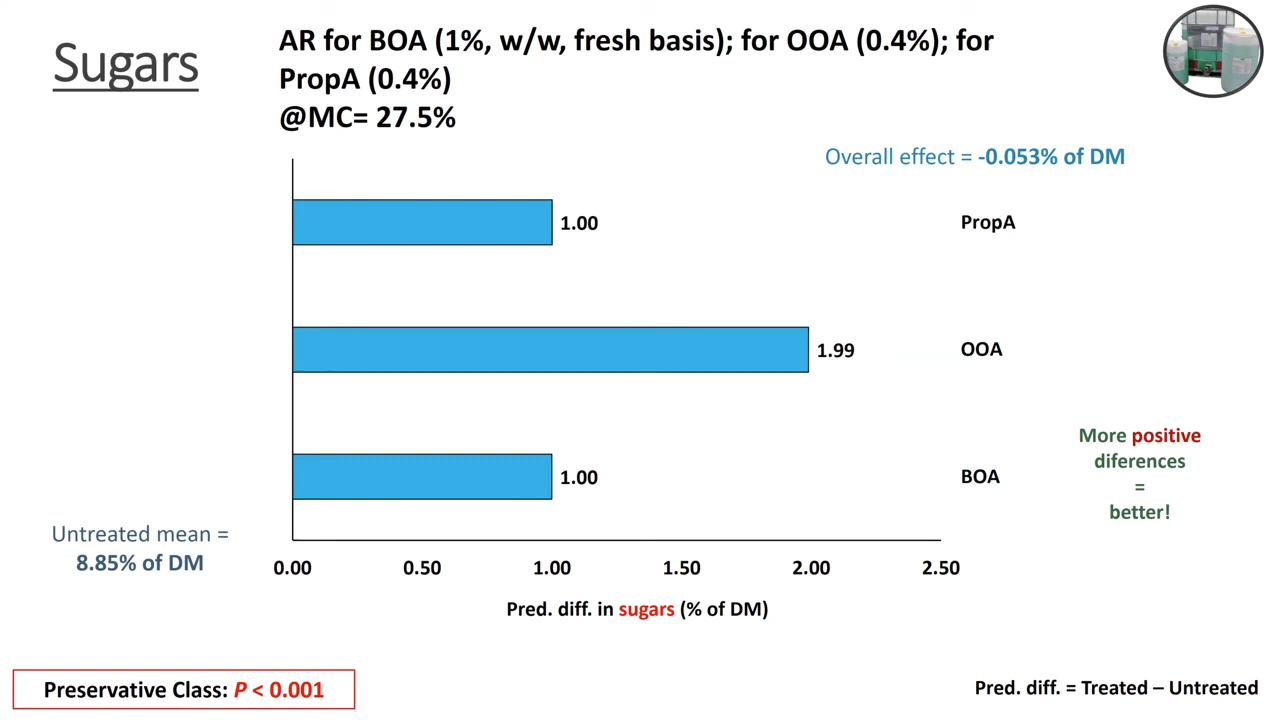 Sugars
AR for BOA (1%, w/w, fresh basis); for OOA (0.4%); for
PropA (0.4%)
@MC= 27.5%
Overall effect = -0.053% of DM
1.00
PropA
1.99
OOA
1.00
BOA
More positive
diferences
=
better!
Untreated mean =
8.85% of DM
0.00 0.50 1.00 1.50 2.00 2.50
Pred. diff. in sugars (% of DM)
Preservative Class: P < 0.001
Pred. diff. = Treated – Untreated